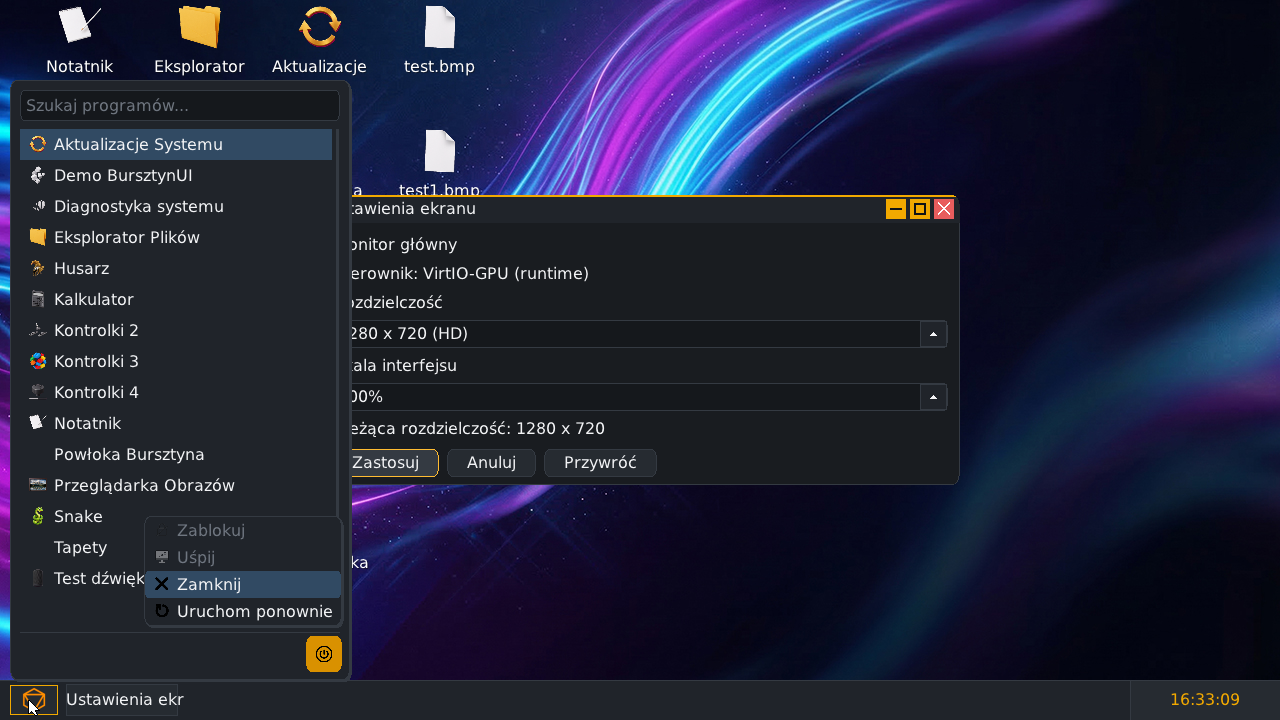 Notatnik
Eksplorator
Aktualizacje
test.bmp
Szukaj programów...
Aktualizacje Systemu
Demo BursztynUI
Diagnostyka systemu
Eksplorator Plików
Husarz
Kalkulator
Kontrolki 2
Kontrolki 3
Kontrolki 4
Notatnik
Powłoka Bursztyna
Przeglądarka Obrazów
Snake
Tapety
Test dźwięk
Zablokuj
Uśpij
Zamknij
Uruchom ponownie
a
test1.bmp
tawienia ekranu
onitor główny
erownik: VirtIO-GPU (runtime)
ozdzielczość
280 x 720 (HD)
ala interfejsu
00%
eżąca rozdzielczość: 1280 x 720
Zastosuj
Anuluj
Przywróć
ka
Ustawienia ekr
16:33:09